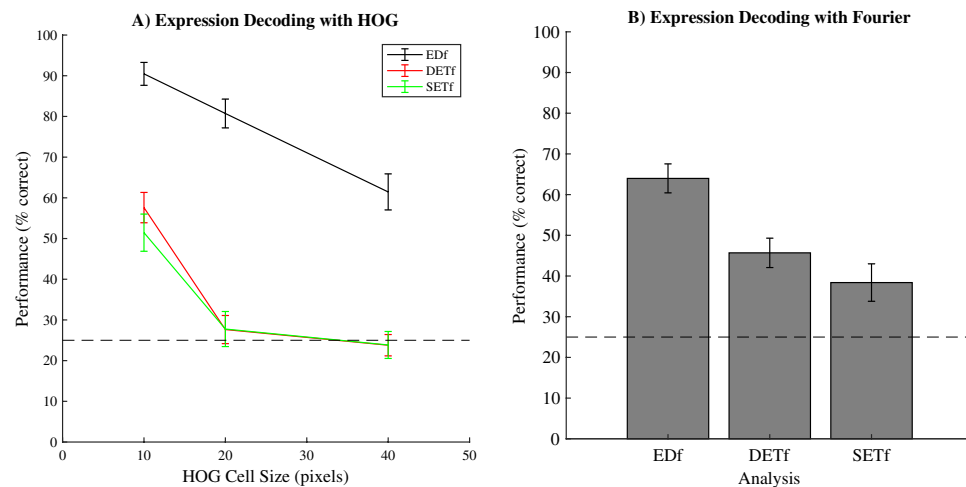 A) Expression Decoding with HOG
100
90
80
70
60
50
40
30
20
10
0
Performance (% correct)
EDf
DETf
SETf
0 10 20 30 40 50
HOG Cell Size (pixels)
B) Expression Decoding with Fourier
100
90
80
70
60
50
40
30
20
10
0
Performance (% correct)
EDf DETf SETf
Analysis